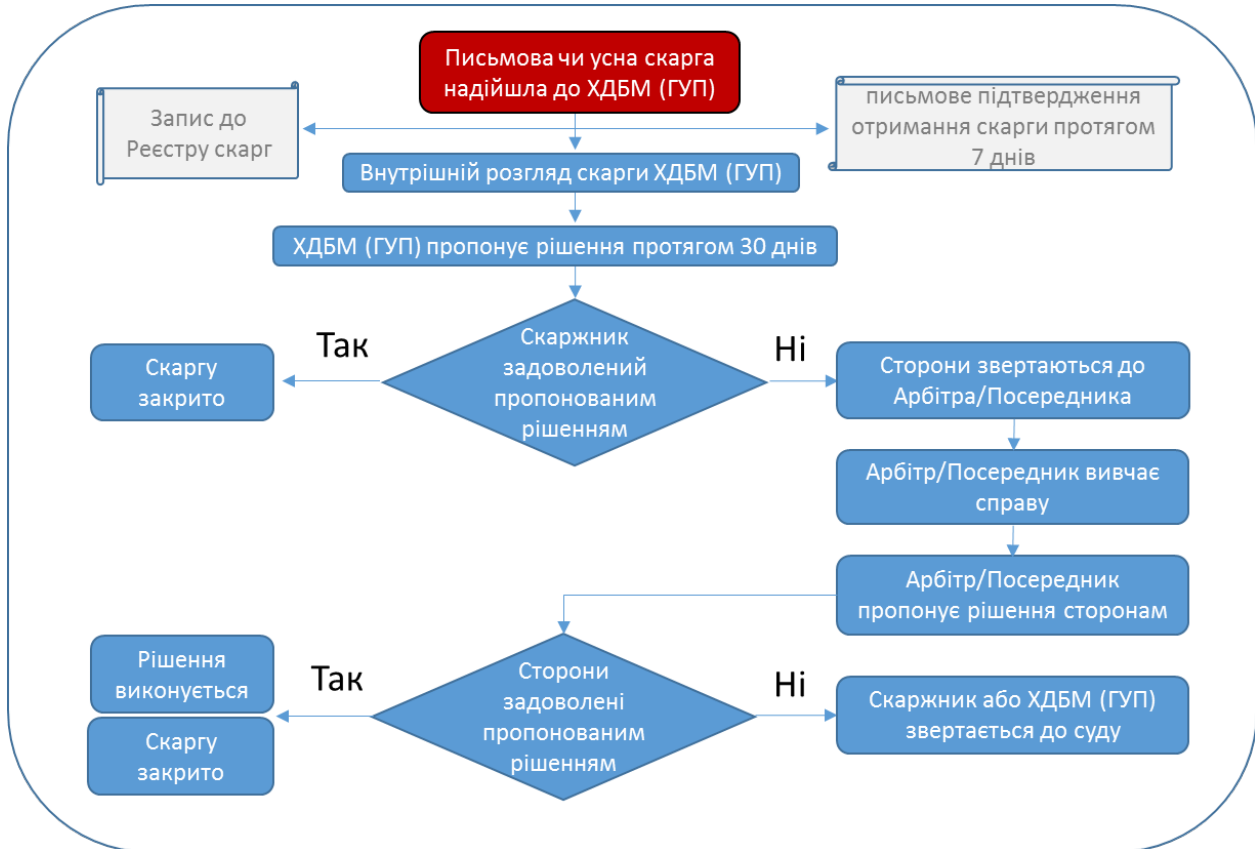 Письмова чи усна скарга
надійшла до ХДБМ (ГУП)
Запис до
Реєстру скарг
письмове підтвердження
отримання скарги протягом
7 днів
Внутрішній розгляд скарги ХДБМ (ГУП)
ХДБМ (ГУП) пропонує рішення протягом 30 днів
Скаржник
задоволений
пропонованим
рішенням
Так
Ні
Скаргу
закрито
Сторони звертаються до
Арбітра/Посередника
Арбітр/Посередник вивчає
справу
Арбітр/Посередник
пропонує рішення сторонам
Сторони
задоволені
пропонованим
рішенням
Так
Ні
Рішення
виконується
Скаргу
закрито
Скаржник або ХДБМ (ГУП)
звертається до суду